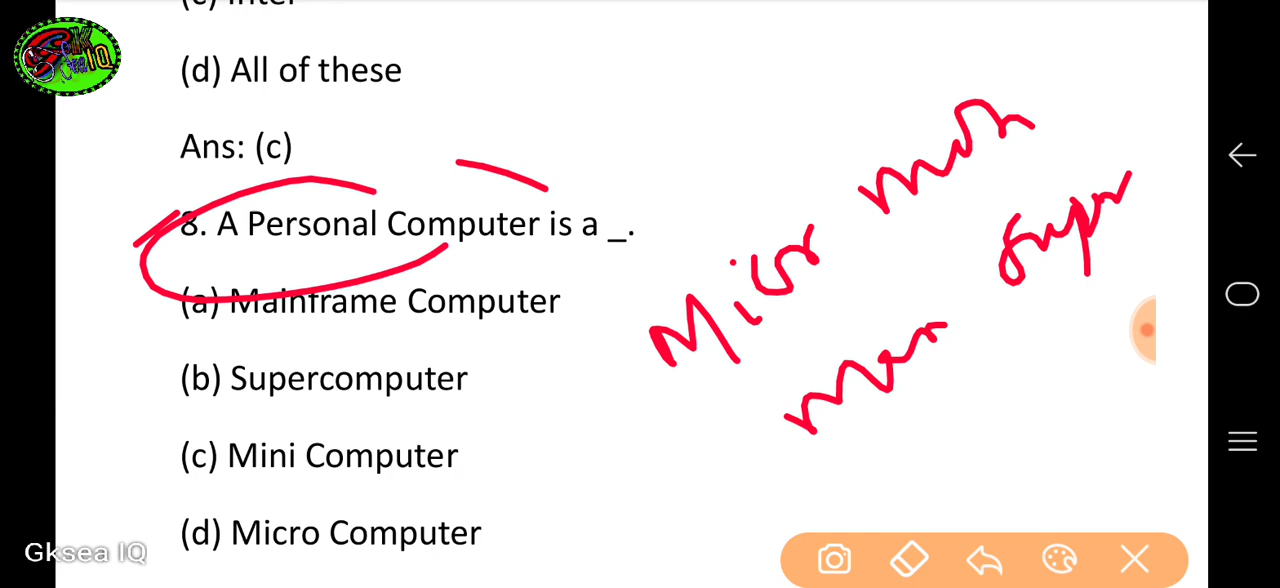 (d) All of these
Ans: (c)
8. A Personal Computer is a _.
(a) Mainframe Computer
(b) Supercomputer
(c) Mini Computer
(d) Micro Computer
Micro
Gksea IQ